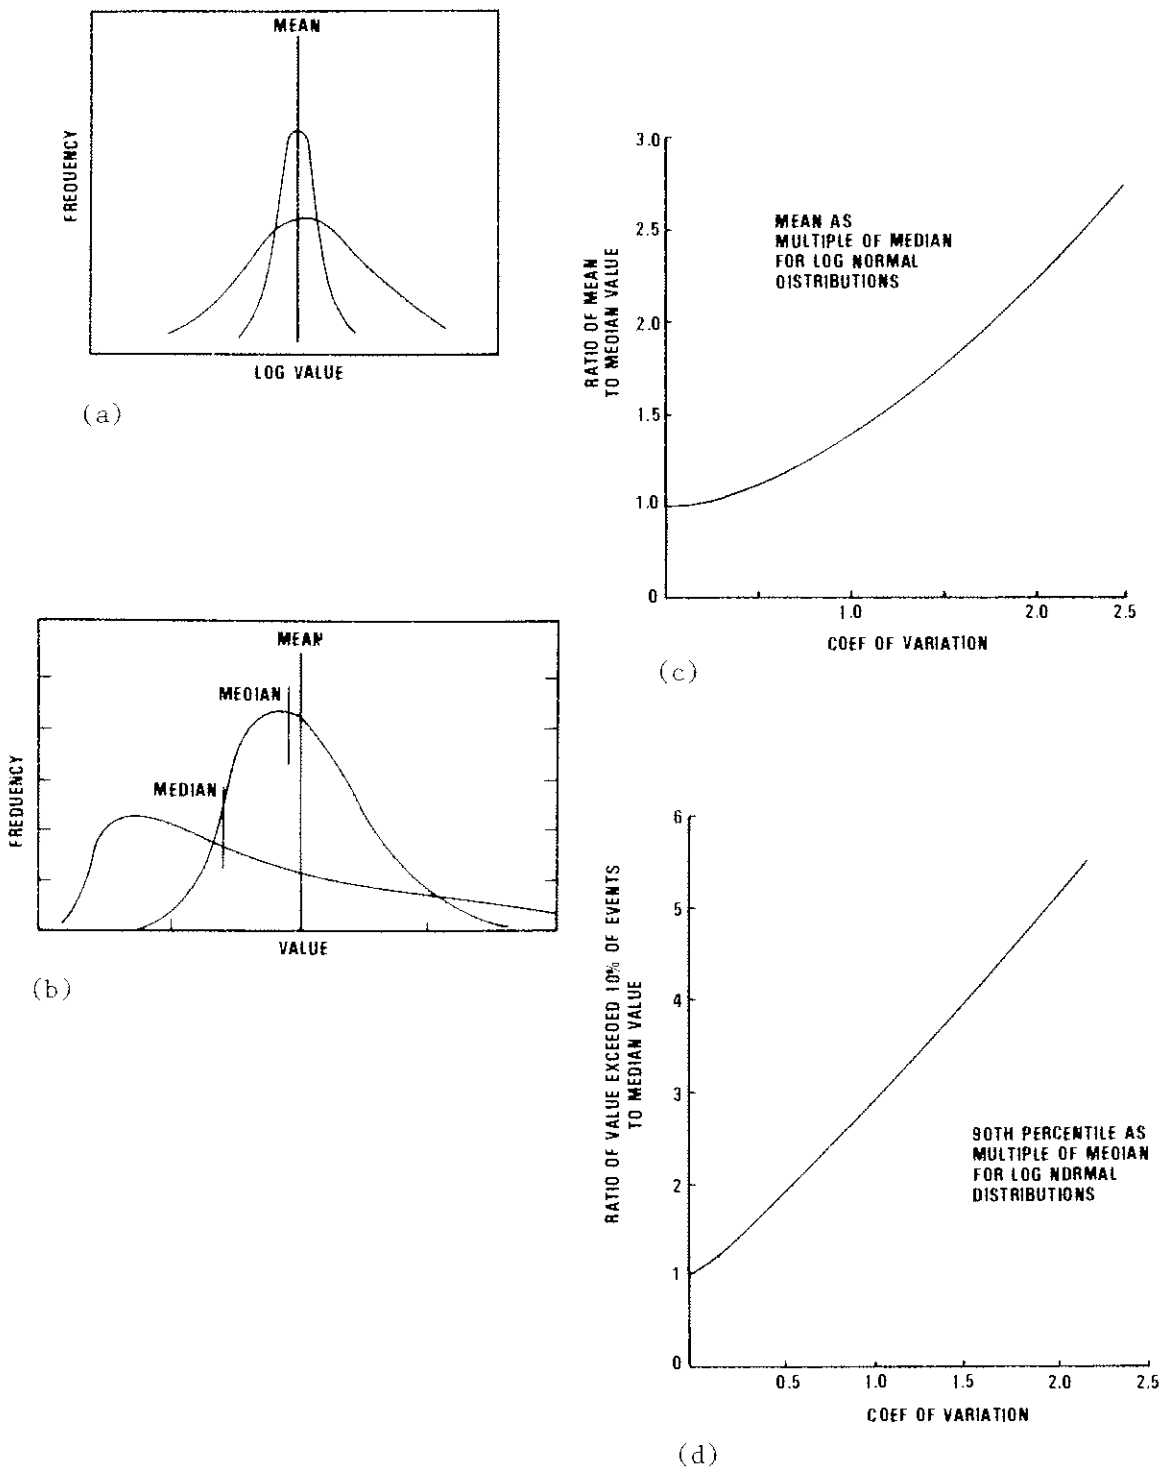 MEAN
FREQUENCY
LOG VALUE
(a)
3.0
2.5
2.0
1.5
1.0
0
RATIO OF MEAN
TO MEDIAN VALUE
MEAN AS
MULTIPLE OF MEDIAN
FOR LOG NORMAL
DISTRIBUTIONS
1.0
2.0
2.5
COEF OF VARIATION
(c)
MEAN
MEDIAN
MEDIAN
FREQUENCY
VALUE
(b)
6
5
4
3
2
1
0
RATIO OF VALUE EXCEEDED 10% OF EVENTS
TO MEDIAN VALUE
90TH PERCENTILE AS
MULTIPLE OF MEDIAN
FOR LOG NORMAL
DISTRIBUTIONS
0.5
1.0
1.5
2.0
2.5
COEF OF VARIATION
(d)